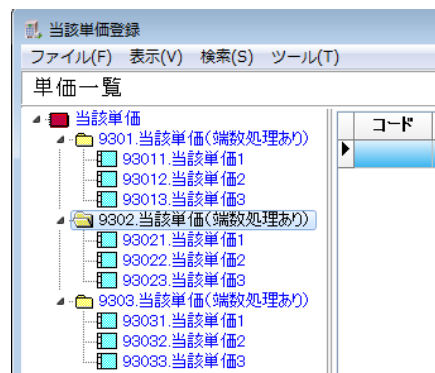 当該単価登録
ファイル(F) 表示(V) 検索(S) ツール(T)
単価一覧
当該単価
9301.当該単価(端数処理あり)
93011.当該単価1
93012.当該単価2
93013.当該単価3
9302.当該単価(端数処理あり)
93021.当該単価1
93022.当該単価2
93023.当該単価3
9303.当該単価(端数処理あり)
93031.当該単価1
93032.当該単価2
93033.当該単価3
コード